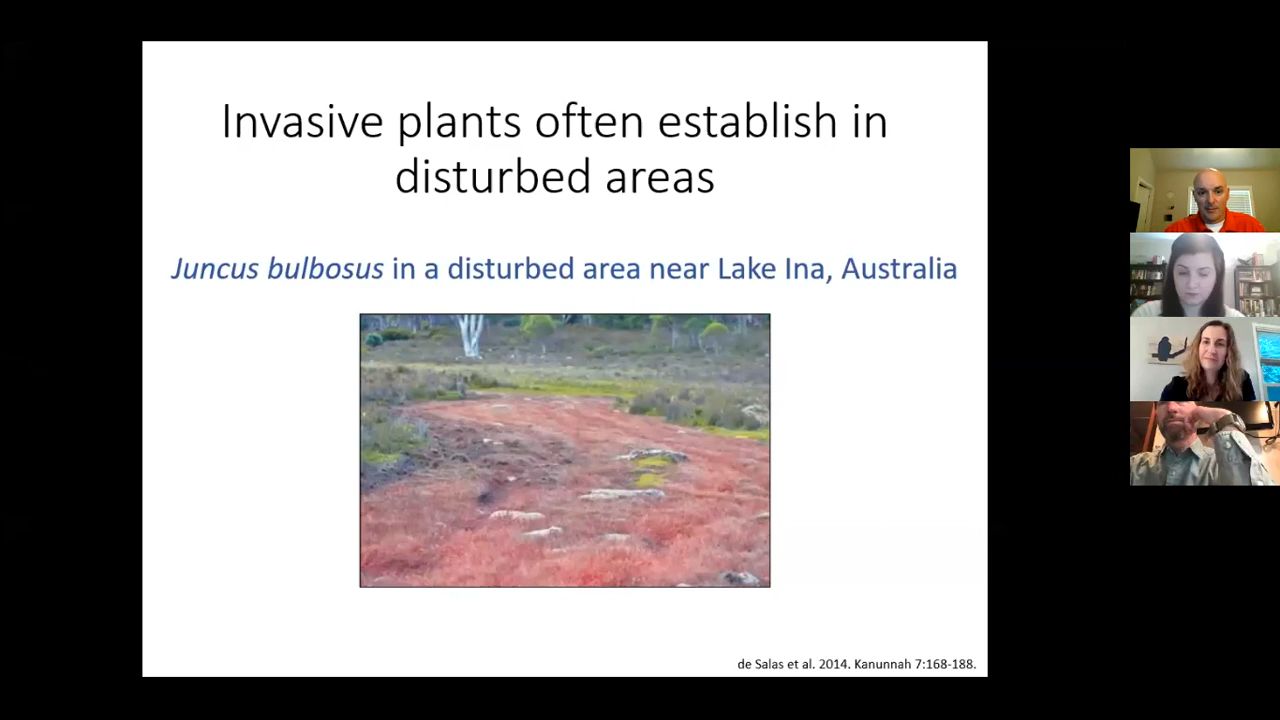 Invasive plants often establish in
disturbed areas
Juncus bulbosus in a disturbed area near Lake Ina, Australia
de Salas et al. 2014. Kanunnah 7:168-188.